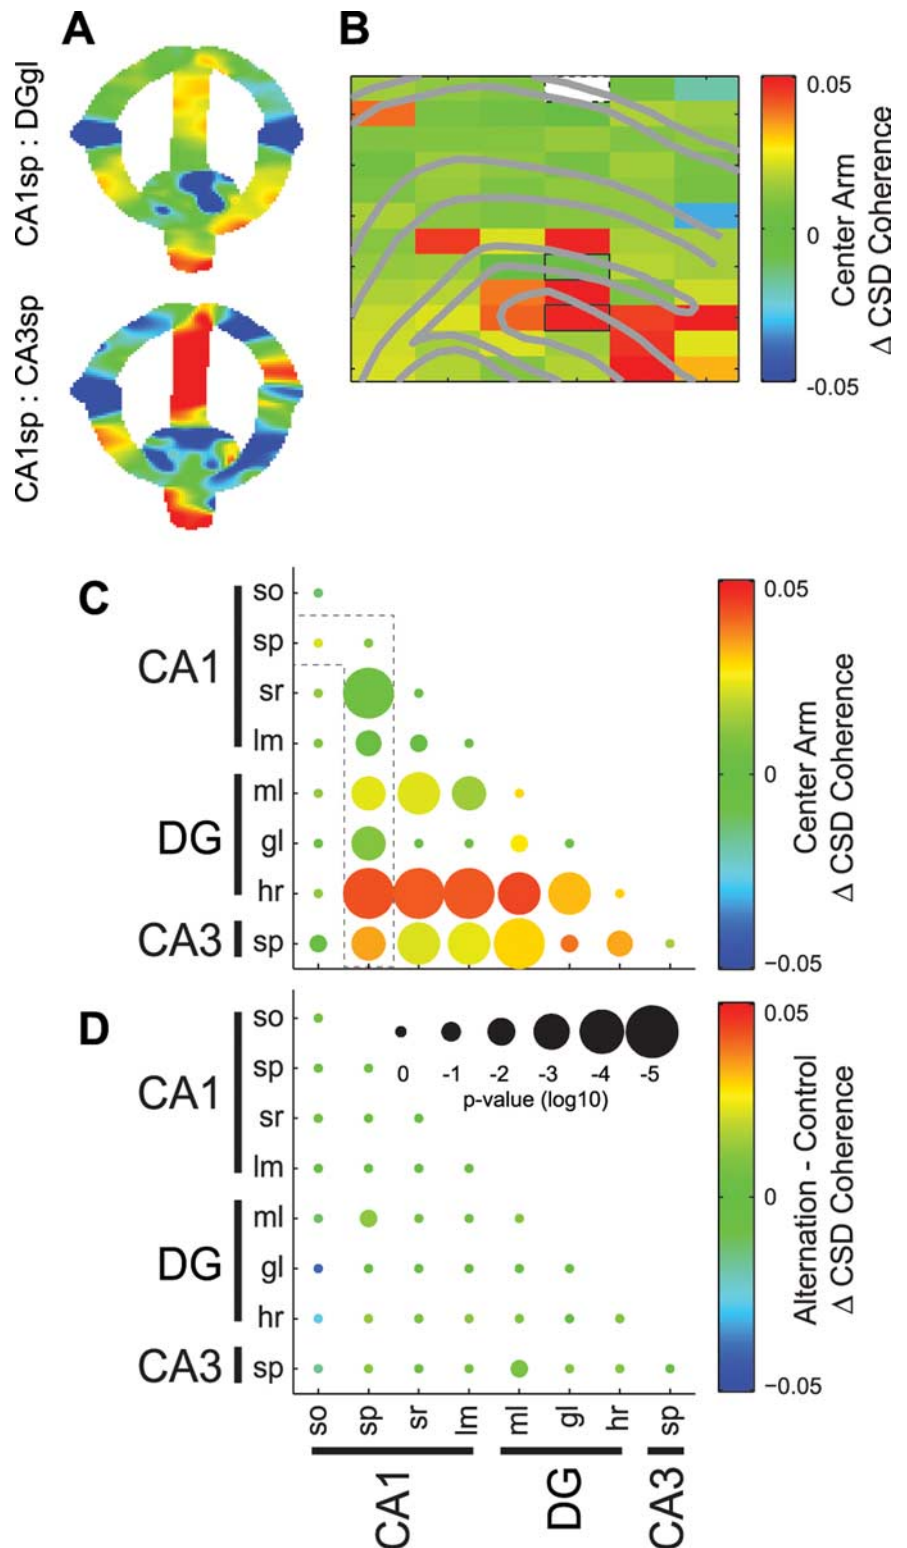 A
B
CA1sp : DGgl
CA1sp : CA3sp
0.05
0
-0.05
Center Arm
Δ CSD Coherence
C
CA1
DG
CA3
so
sp
sr
lm
ml
gl
hr
sp
0.05
0
−0.05
Center Arm
Δ CSD Coherence
D
CA1
DG
CA3
so
sp
sr
lm
ml
gl
hr
sp
0 -1 -2 -3 -4 -5
p-value (log10)
0.05
0
−0.05
Alternation - Control
Δ CSD Coherence
so sp sr lm ml gl hr sp
CA1 DG CA3